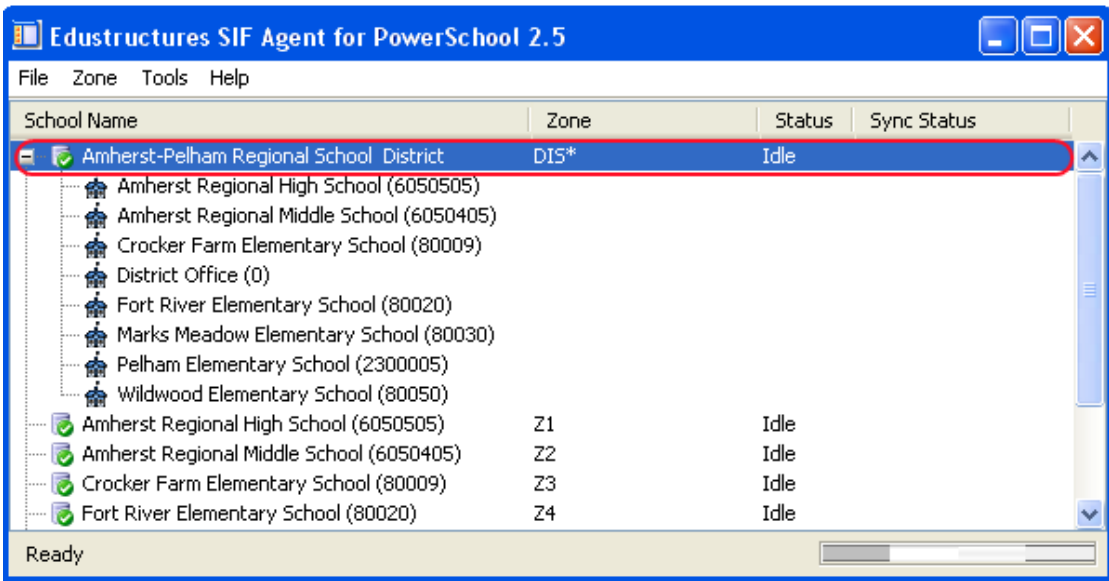 Edustructures SIF Agent for PowerSchool 2.5
File Zone Tools Help
School Name Zone Status Sync Status
Amherst-Pelham Regional School District DIS* Idle
Amherst Regional High School (6050505)
Amherst Regional Middle School (6050405)
Crocker Farm Elementary School (80009)
District Office (0)
Fort River Elementary School (80020)
Marks Meadow Elementary School (80030)
Pelham Elementary School (2300005)
Wildwood Elementary School (80050)
Amherst Regional High School (6050505) Z1 Idle
Amherst Regional Middle School (6050405) Z2 Idle
Crocker Farm Elementary School (80009) Z3 Idle
Fort River Elementary School (80020) Z4 Idle
Ready